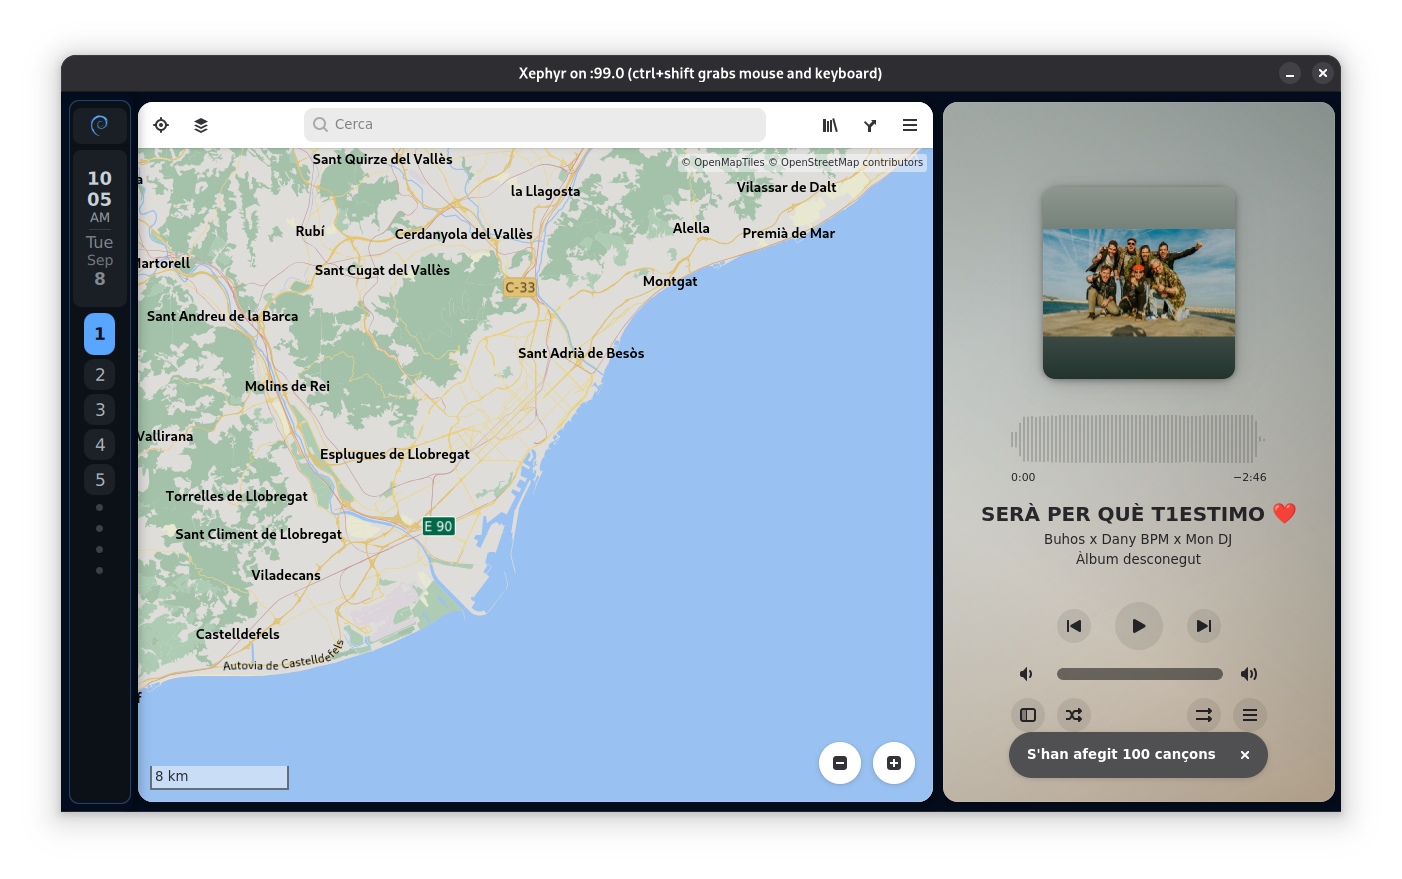 Xephyr on :99.0 (ctrl+shift grabs mouse and keyboard)
10
05
AM
Tue
Sep
8
1
2
3
4
5
Cerca
© OpenMapTiles © OpenStreetMap contributors
Sant Quirze del Vallès
la Llagosta
Vilassar de Dalt
Rubí
Cerdanyola del Vallès
Alella
Premià de Mar
Martorell
Sant Cugat del Vallès
Montgat
C-33
Sant Andreu de la Barca
Sant Adrià de Besòs
Molins de Rei
Vallirana
Esplugues de Llobregat
Torrelles de Llobregat
E 90
Sant Climent de Llobregat
Viladecans
Castelldefels
Autovia de Castelldefels
8 km
0:00
−2:46
SERÀ PER QUÈ T1ESTIMO ❤️
Buhos x Dany BPM x Mon DJ
Àlbum desconegut
S'han afegit 100 cançons